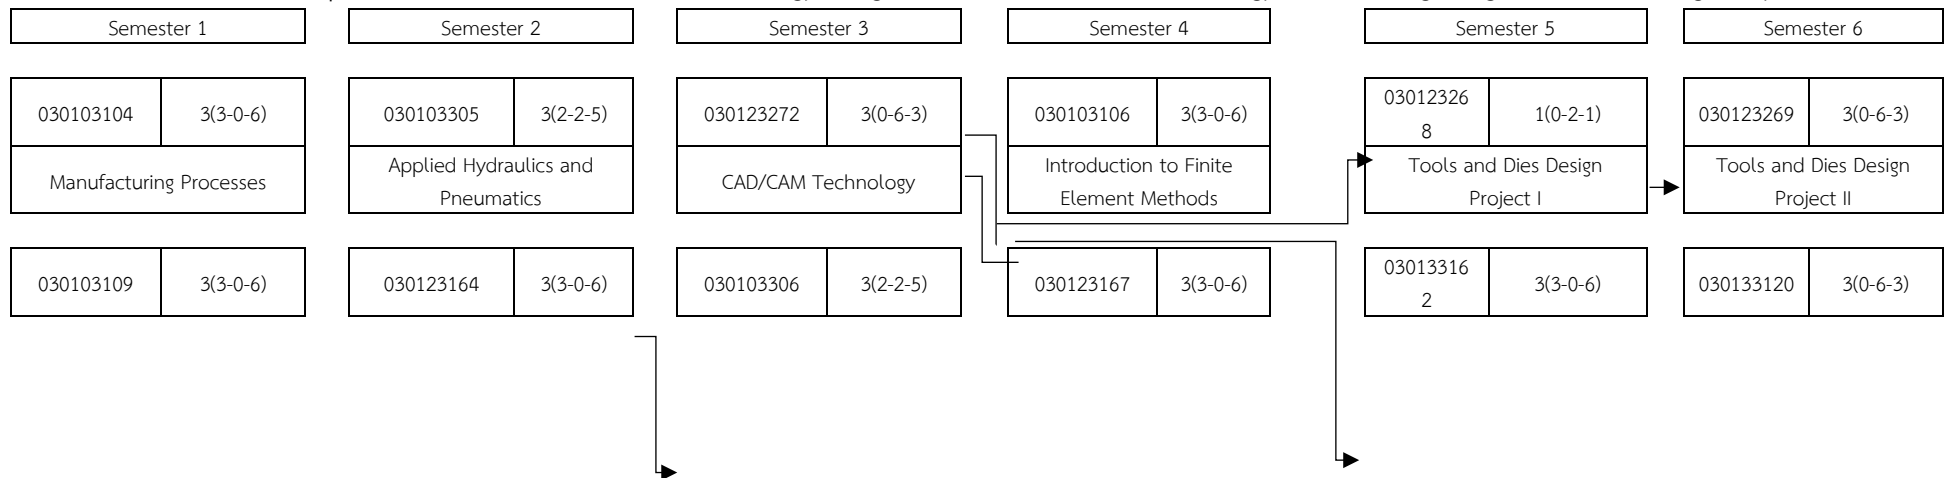 Semester 1
Semester 2
Semester 3
Semester 4
Semester 5
Semester 6
030103104
3(3-0-6)
030103305
3(2-2-5)
030123272
3(0-6-3)
030103106
3(3-0-6)
03012326
8
1(0-2-1)
030123269
3(0-6-3)
Manufacturing Processes
Applied Hydraulics and
Pneumatics
CAD/CAM Technology
Introduction to Finite
Element Methods
Tools and Dies Design
Project I
Tools and Dies Design
Project II
030103109
3(3-0-6)
030123164
3(3-0-6)
030103306
3(2-2-5)
030123167
3(3-0-6)
03013316
2
3(3-0-6)
030133120
3(0-6-3)